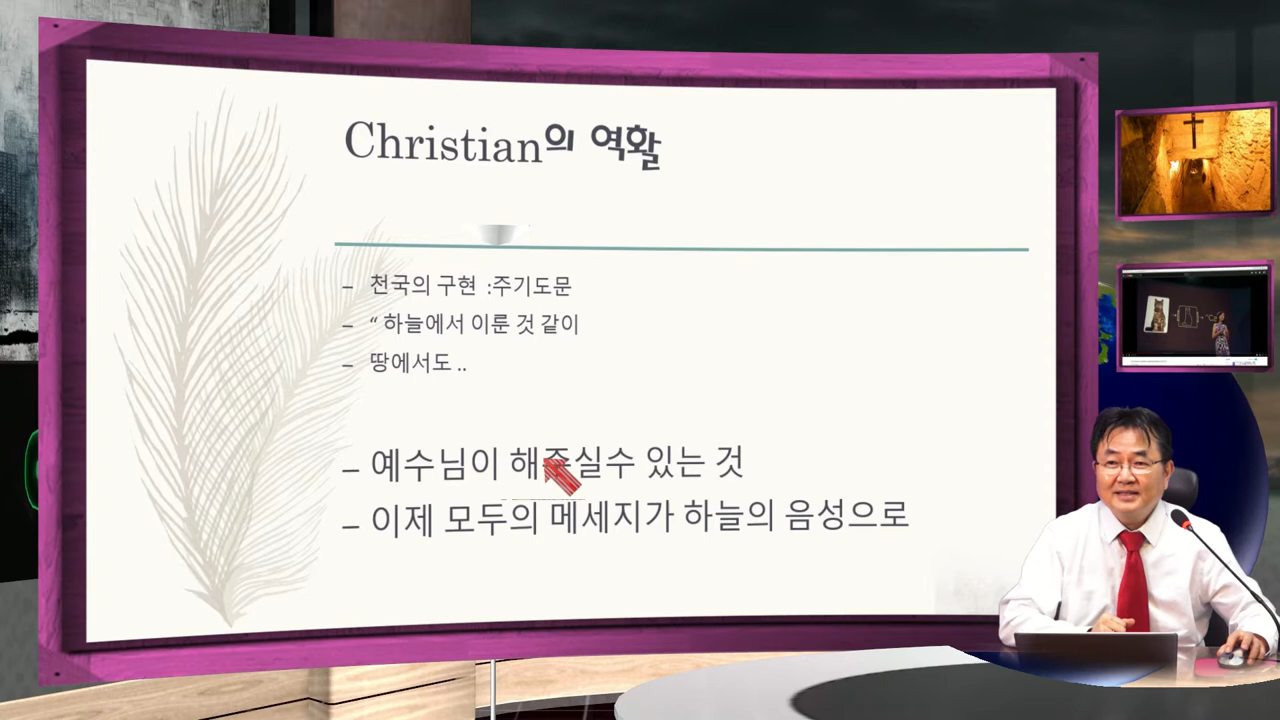 Christian의 역활
– 천국의 구현 :주기도문
– “ 하늘에서 이룬 것 같이
– 땅에서도 ..
– 예수님이 해주실수 있는 것
– 이제 모두의 메세지가 하늘의 음성으로